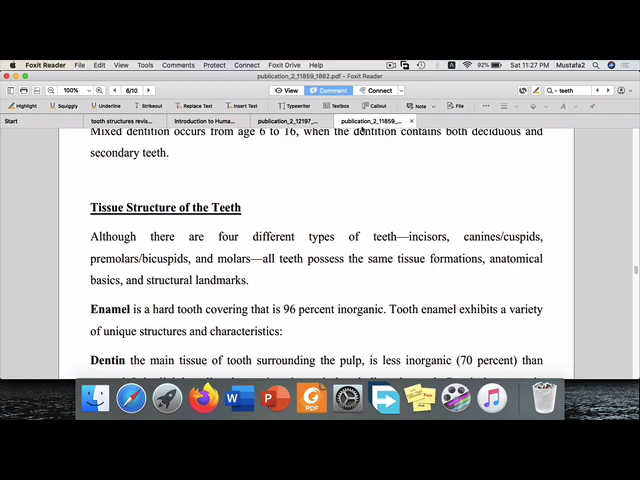 Foxit Reader File Edit View Tools Comments Protect Connect Foxit Drive Help 92% Sat 11:27 PM Mustafa2
publication_2_11859_1882.pdf - Foxit Reader
100% 6/10 View Comment Connect teeth
Highlight Squiggly Underline Strikeout Replace Text Insert Text Typewriter Textbox Callout Note File
Start tooth structures revis... Introduction to Huma... publication_2_12197_... publication_2_11859_...
Mixed dentition occurs from age 6 to 16, when the dentition contains both deciduous and
secondary teeth.
Tissue Structure of the Teeth
Although there are four different types of teeth—incisors, canines/cuspids,
premolars/bicuspids, and molars—all teeth possess the same tissue formations, anatomical
basics, and structural landmarks.
Enamel is a hard tooth covering that is 96 percent inorganic. Tooth enamel exhibits a variety
of unique structures and characteristics:
Dentin the main tissue of tooth surrounding the pulp, is less inorganic (70 percent) than
PDF